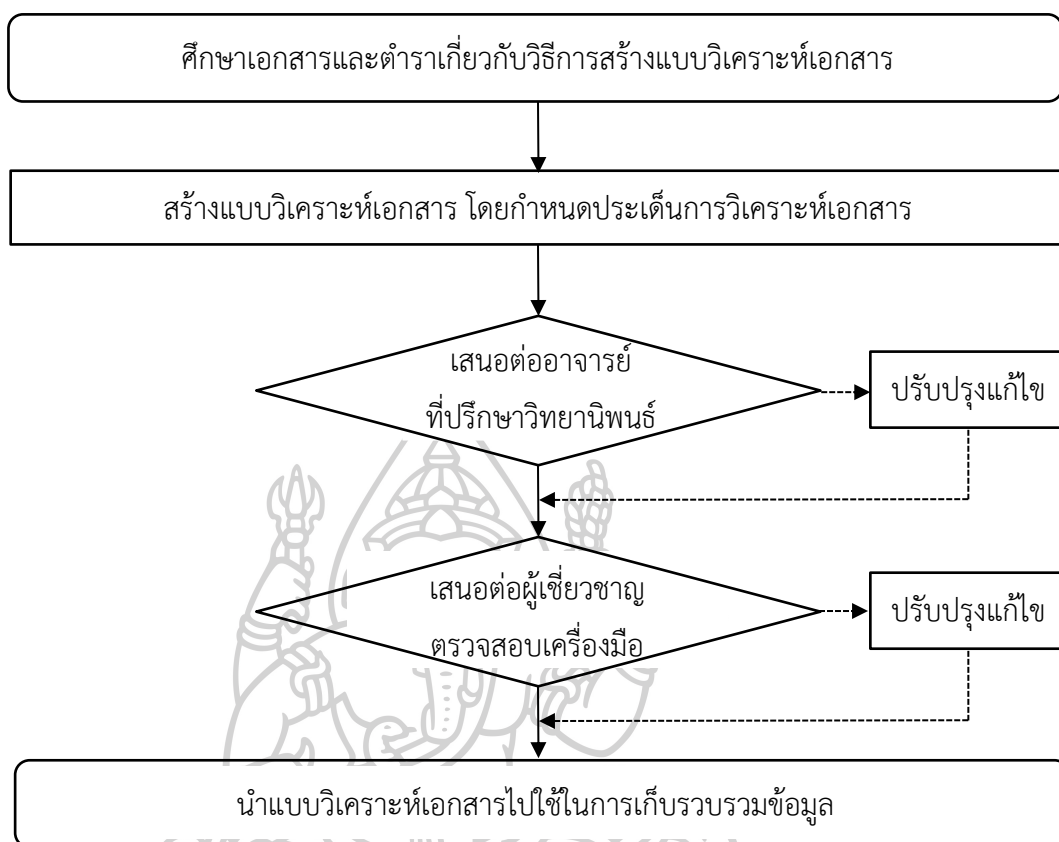 ศึกษาเอกสารและตำราเกี่ยวกับวิธีการสร้างแบบวิเคราะห์เอกสาร
สร้างแบบวิเคราะห์เอกสาร โดยกำหนดประเด็นการวิเคราะห์เอกสาร
เสนอต่ออาจารย์
ที่ปรึกษาวิทยานิพนธ์
ปรับปรุงแก้ไข
เสนอต่อผู้เชี่ยวชาญ
ตรวจสอบเครื่องมือ
ปรับปรุงแก้ไข
นำแบบวิเคราะห์เอกสารไปใช้ในการเก็บรวบรวมข้อมูล